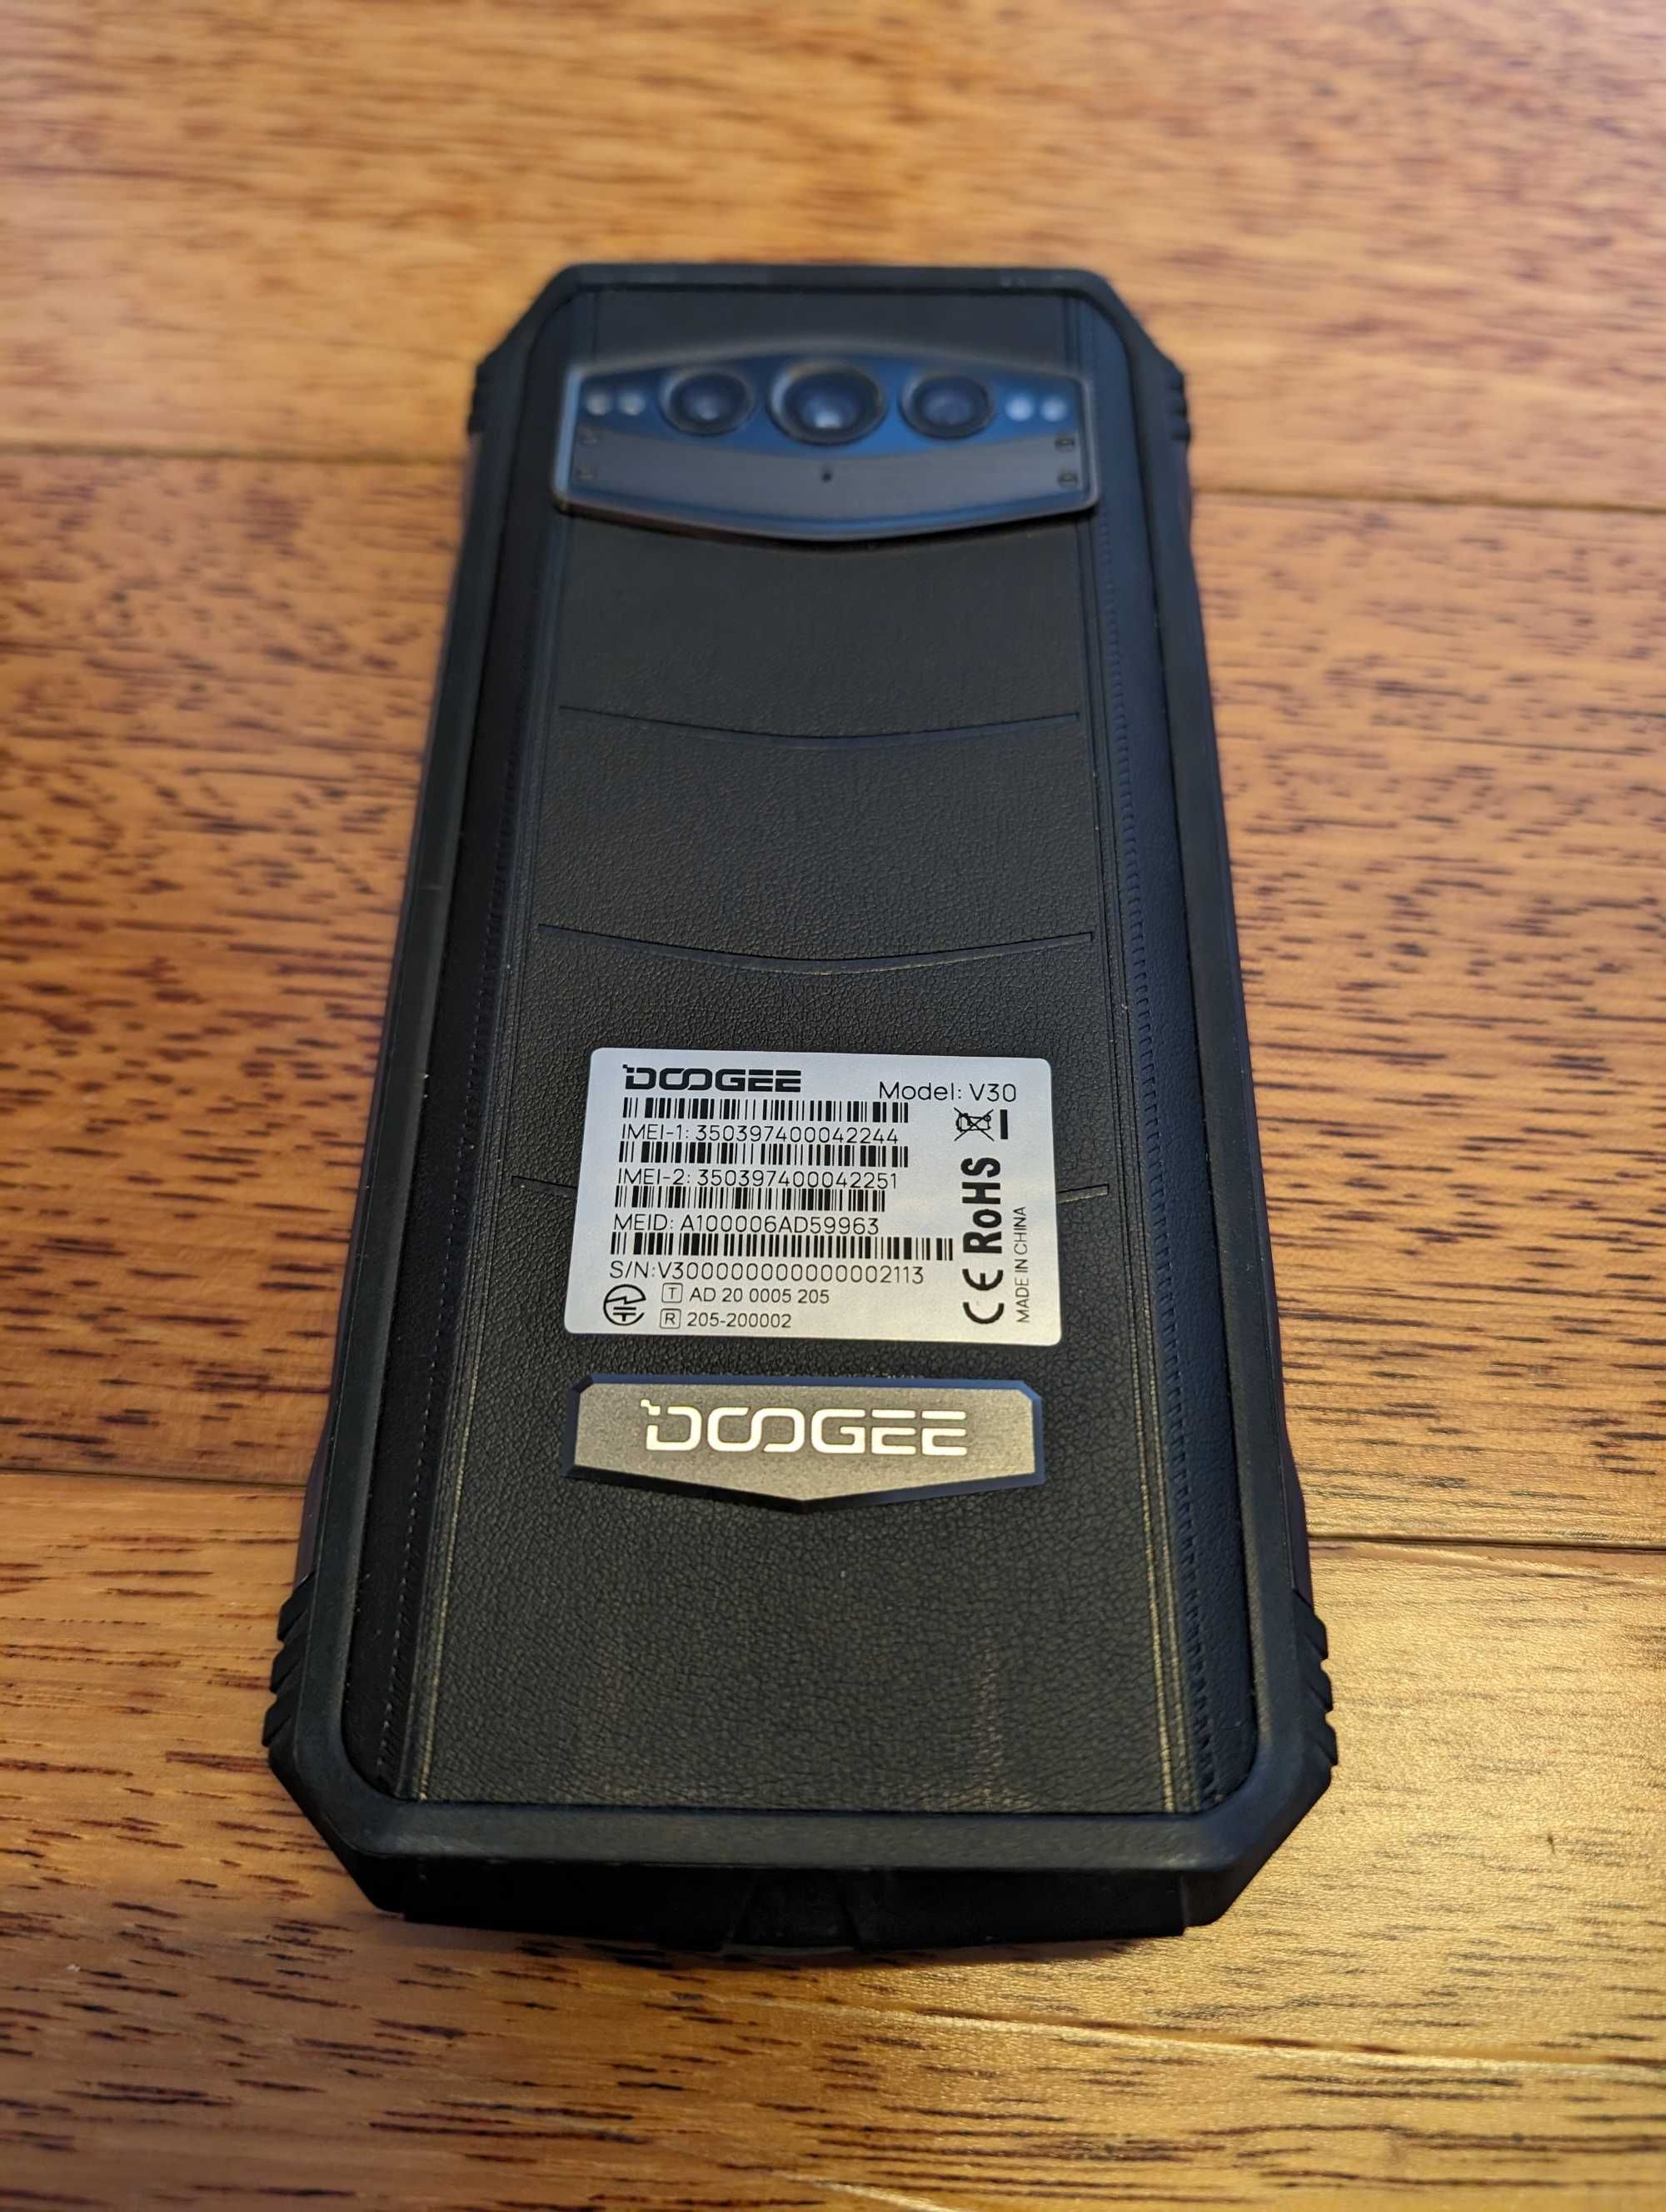 DOOGEE
Model: V30
IMEI-1: 350397400042244
IMEI-2: 350397400042251
MEID: A100006AD59963
S/N:V3000000000000002113
T AD 20 0005 205
R 205-200002
CE RoHS
MADE IN CHINA
DOOGEE